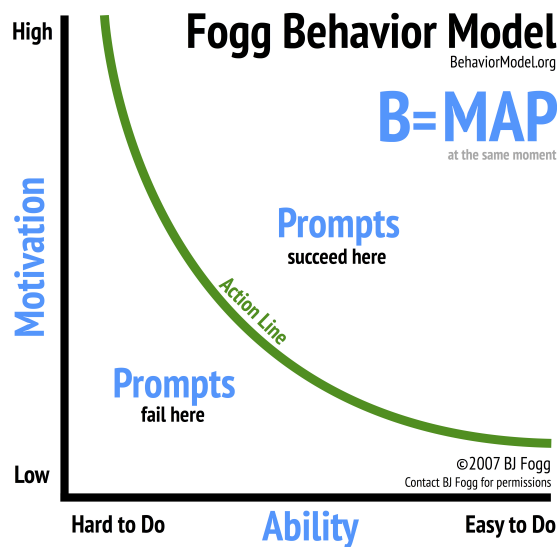 Fogg Behavior Model
BehaviorModel.org
B=MAP
at the same moment
High
Motivation
Low
Prompts
succeed here
Action Line
Prompts
fail here
©2007 BJ Fogg
Contact BJ Fogg for permissions
Hard to Do
Ability
Easy to Do